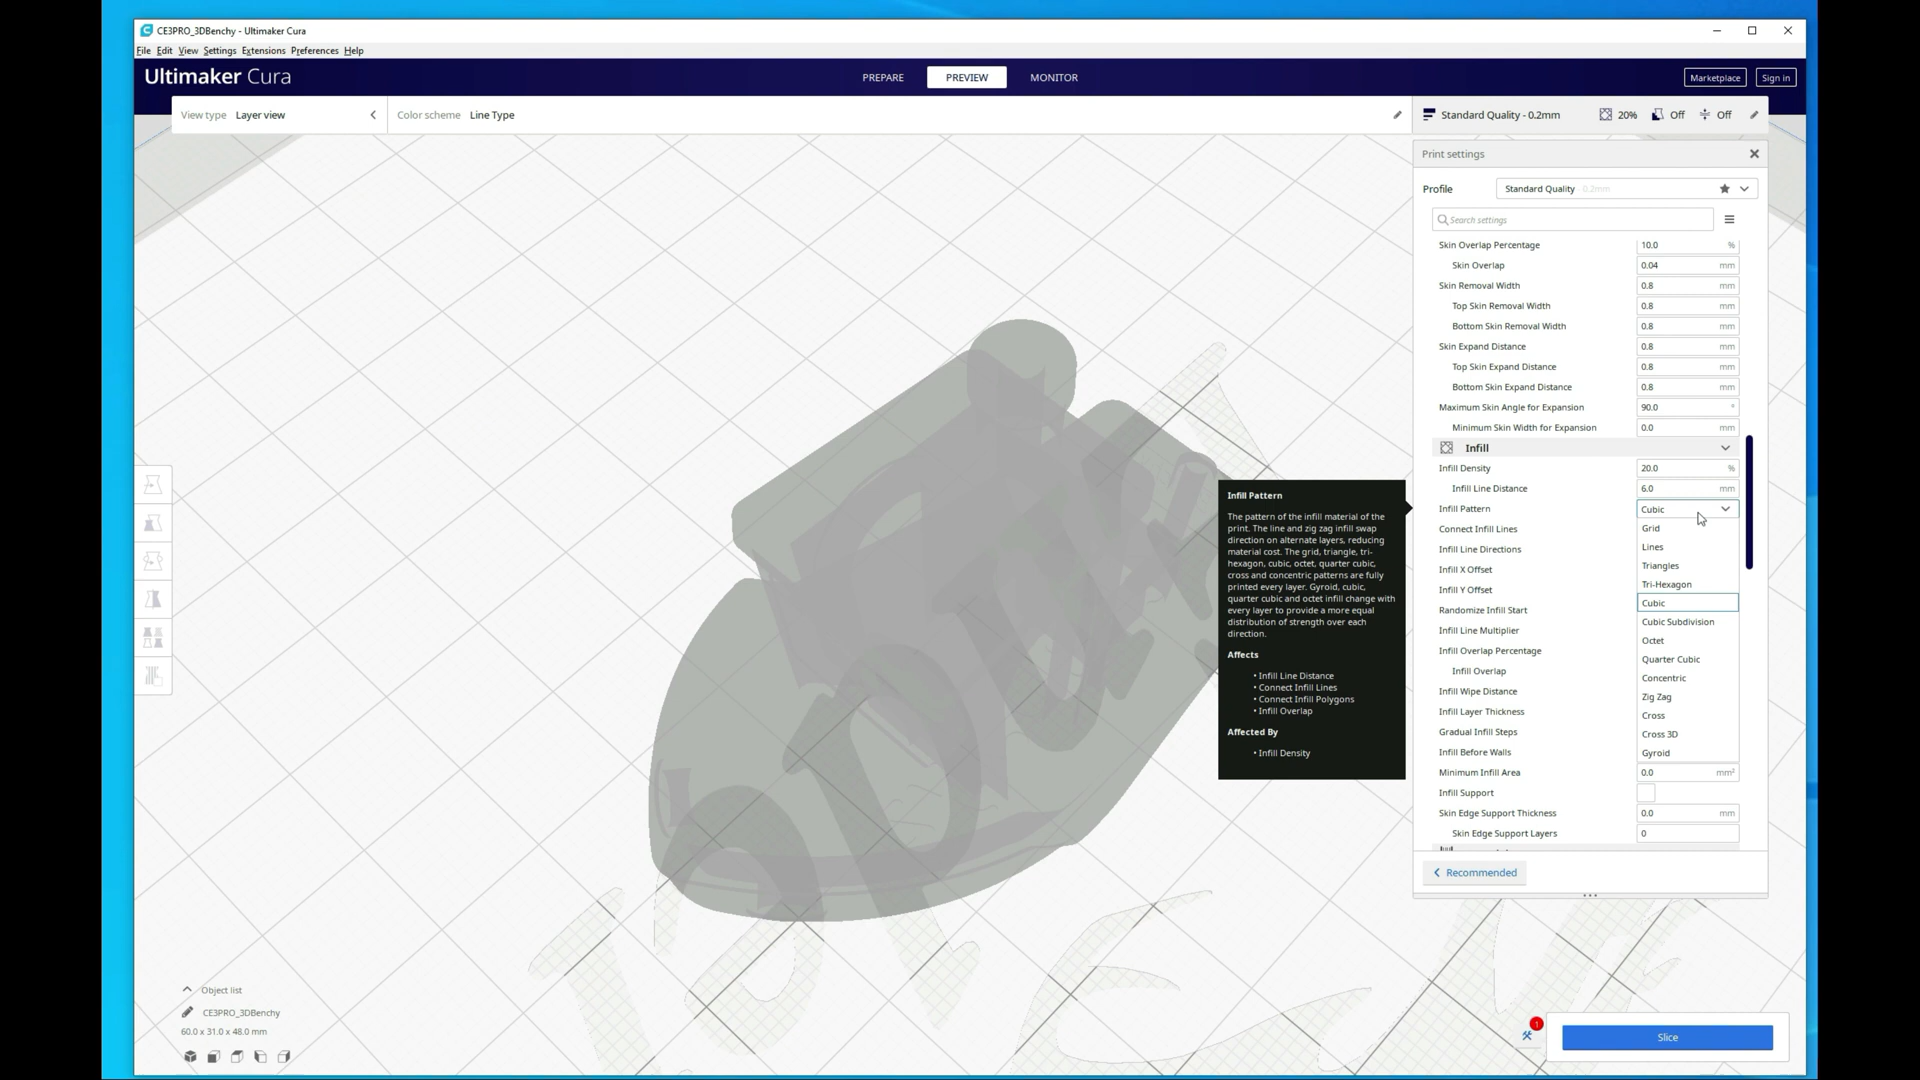 CE3PRO_3DBenchy - Ultimaker Cura
File Edit View Settings Extensions Preferences Help
Ultimaker Cura
PREPARE PREVIEW MONITOR
Marketplace Sign in
View type Layer view
Color scheme Line Type
Standard Quality - 0.2mm 20% Off Off
Print settings
Profile Standard Quality 0.2mm
Search settings
Skin Overlap Percentage 10.0 %
Skin Overlap 0.04 mm
Skin Removal Width 0.8 mm
Top Skin Removal Width 0.8 mm
Bottom Skin Removal Width 0.8 mm
Skin Expand Distance 0.8 mm
Top Skin Expand Distance 0.8 mm
Bottom Skin Expand Distance 0.8 mm
Maximum Skin Angle for Expansion 90.0 °
Minimum Skin Width for Expansion 0.0 mm
Infill
Infill Density 20.0 %
Infill Line Distance 6.0 mm
Infill Pattern Cubic
Connect Infill Lines
Infill Line Directions
Infill X Offset
Infill Y Offset
Randomize Infill Start
Infill Line Multiplier
Infill Overlap Percentage
Infill Overlap
Infill Wipe Distance
Infill Layer Thickness
Gradual Infill Steps
Infill Before Walls
Minimum Infill Area 0.0 mm²
Infill Support
Skin Edge Support Thickness 0.0 mm
Skin Edge Support Layers 0
Grid
Lines
Triangles
Tri-Hexagon
Cubic
Cubic Subdivision
Octet
Quarter Cubic
Concentric
Zig Zag
Cross
Cross 3D
Gyroid
Recommended
Infill Pattern
The pattern of the infill material of the
print. The line and zig zag infill swap
direction on alternate layers, reducing
material cost. The grid, triangle, tri-
hexagon, cubic, octet, quarter cubic,
cross and concentric patterns are fully
printed every layer. Gyroid, cubic,
quarter cubic and octet infill change with
every layer to provide a more equal
distribution of strength over each
direction.
Affects
• Infill Line Distance
• Connect Infill Lines
• Connect Infill Polygons
• Infill Overlap
Affected By
• Infill Density
Object list
CE3PRO_3DBenchy
60.0 x 31.0 x 48.0 mm
1
Slice